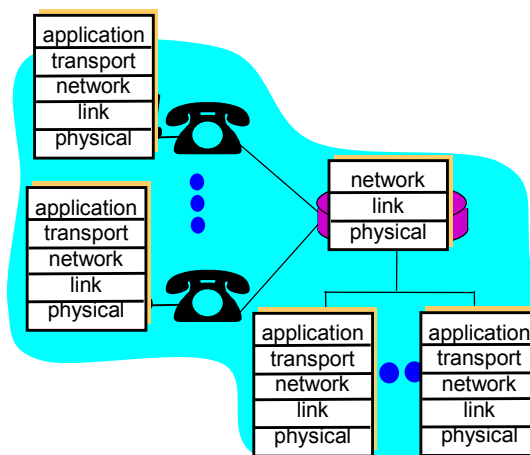 application
transport
network
link
physical
application
transport
network
link
physical
network
link
physical
application
transport
network
link
physical
application
transport
network
link
physical